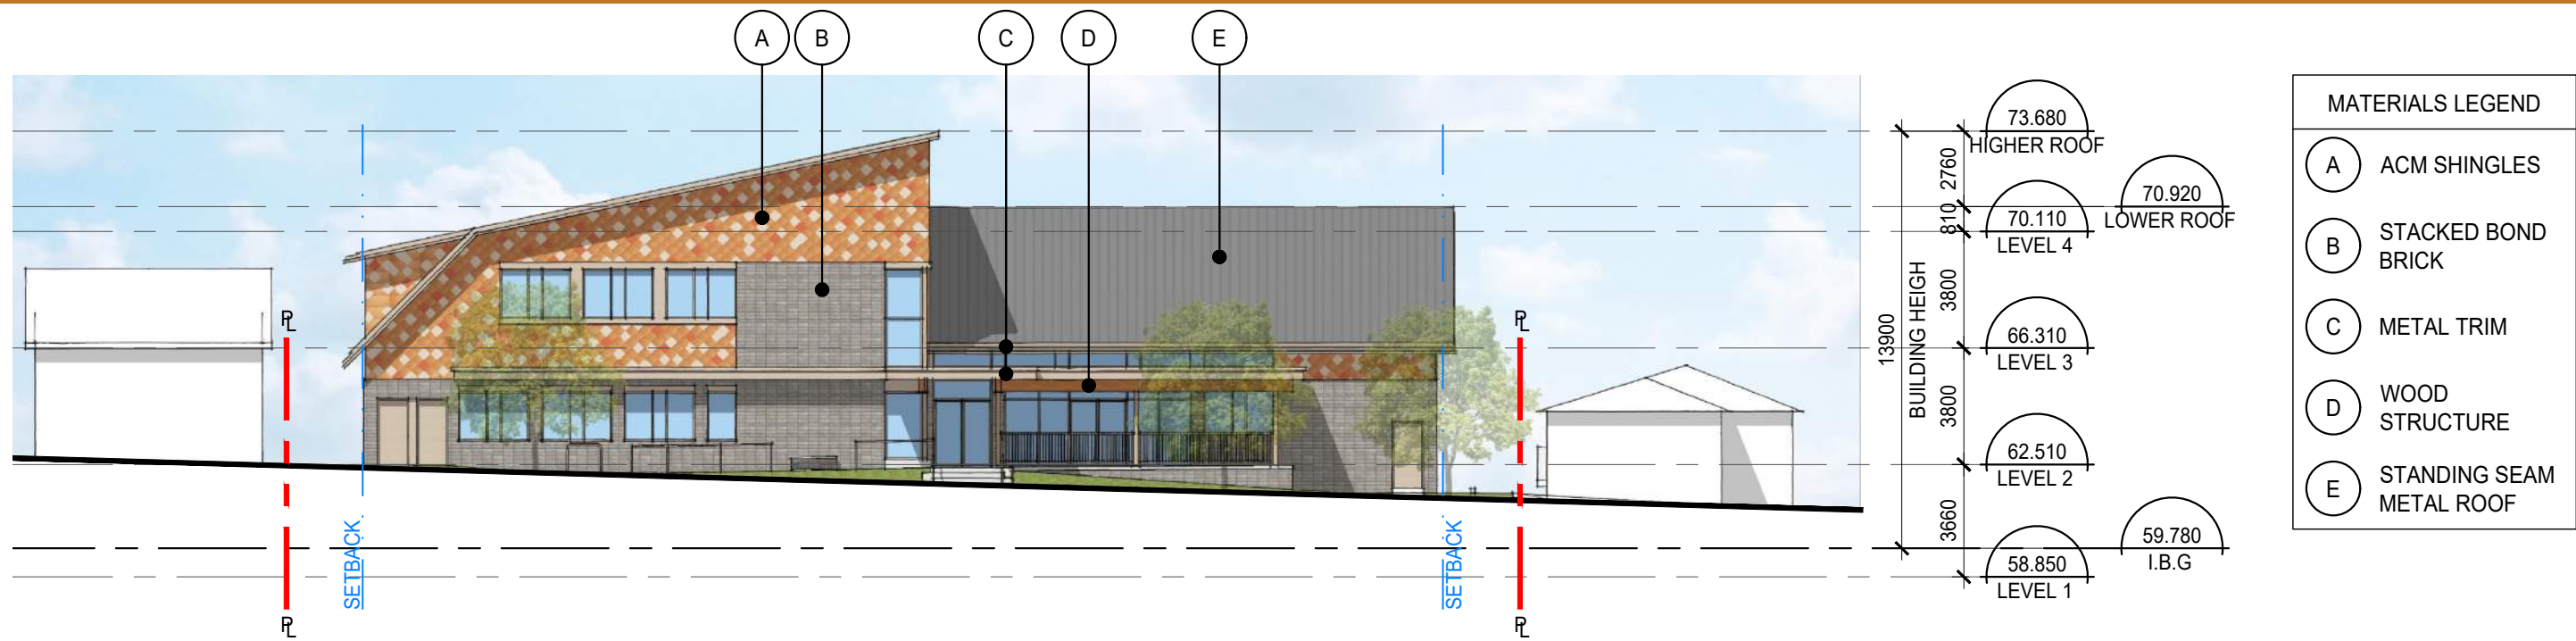 A
B
C
D
E
73.680
HIGHER ROOF
70.920
LOWER ROOF
70.110
LEVEL 4
66.310
LEVEL 3
62.510
LEVEL 2
59.780
I.B.G
58.850
LEVEL 1
2760
810
3800
3800
3660
13900
BUILDING HEIGH
PL
PL
PL
PL
SETBACK
SETBACK
MATERIALS LEGEND
A ACM SHINGLES
B STACKED BOND
BRICK
C METAL TRIM
D WOOD
STRUCTURE
E STANDING SEAM
METAL ROOF